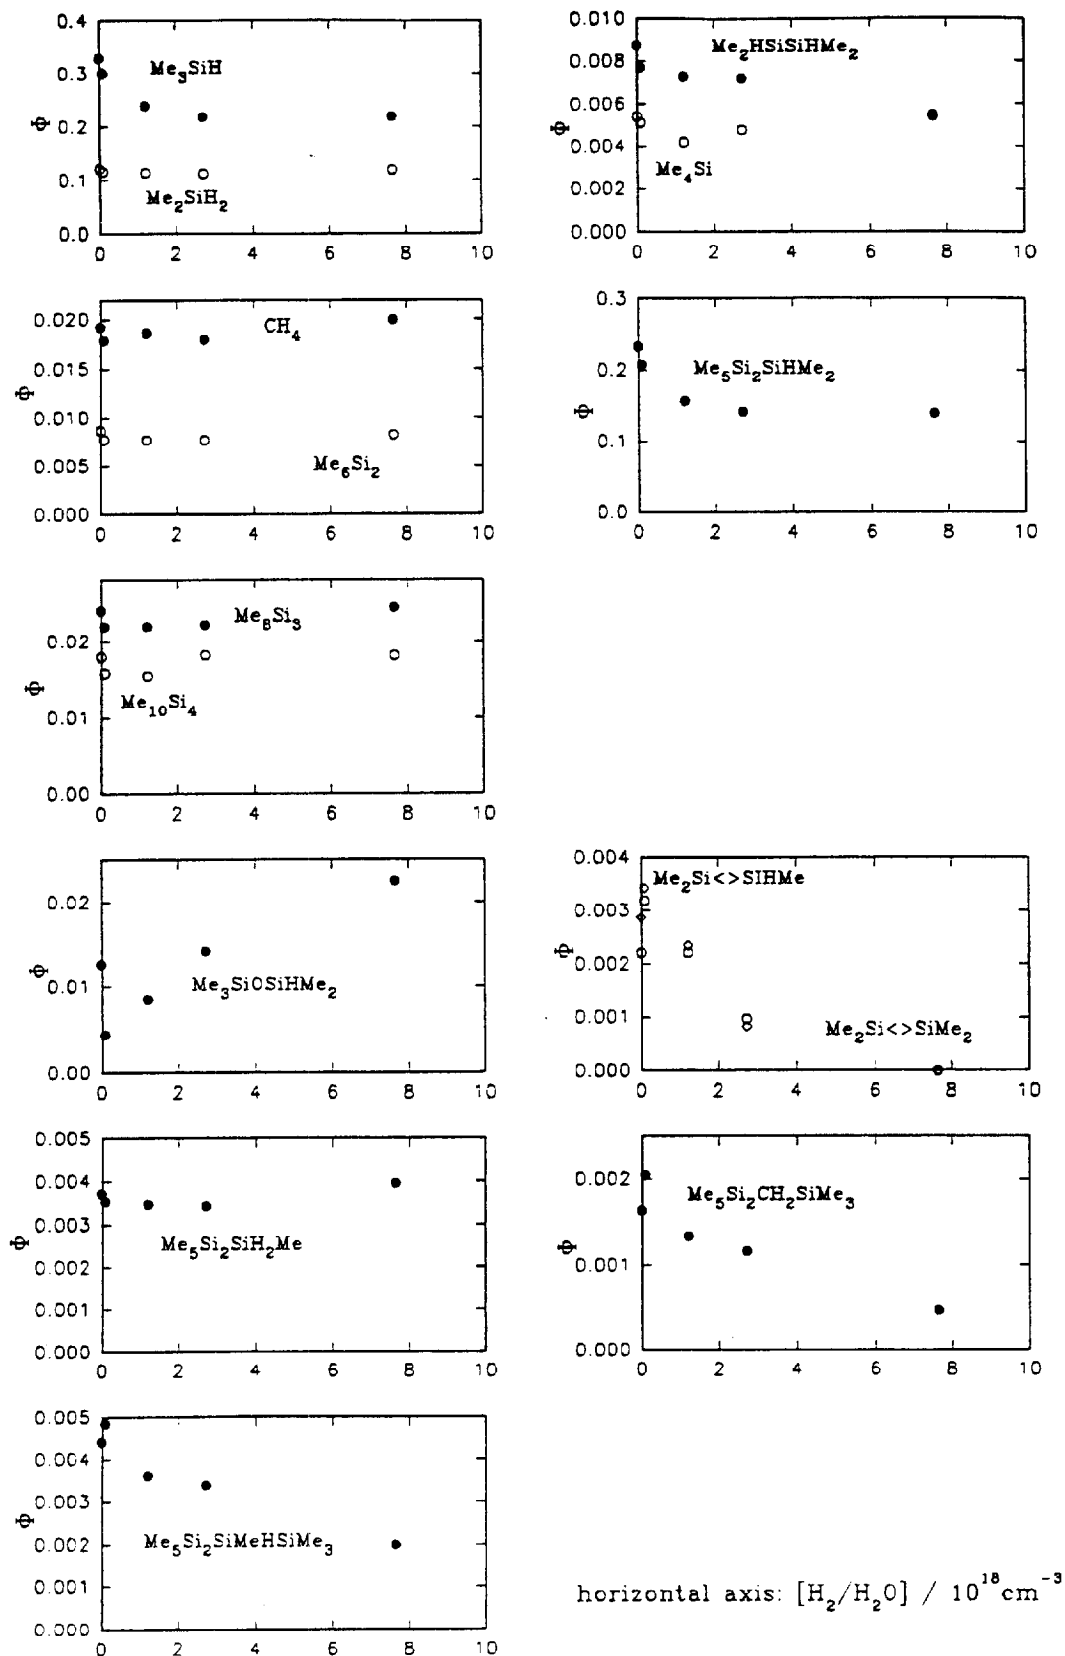 0.4
0.3
0.2
0.1
0.0
Φ
Me₃SiH
Me₂SiH₂
0 2 4 6 8 10
0.010
0.008
0.006
0.004
0.002
0.000
Φ
Me₂HSiSiHMe₂
Me₄Si
0 2 4 6 8 10
0.020
0.015
0.010
0.005
0.000
Φ
CH₄
Me₆Si₂
0 2 4 6 8 10
0.3
0.2
0.1
0.0
Φ
Me₅Si₂SiHMe₂
0 2 4 6 8 10
0.02
0.01
0.00
Φ
Me₈Si₃
Me₁₀Si₄
0 2 4 6 8 10
0.02
0.01
0.00
Φ
Me₃SiOSiHMe₂
0 2 4 6 8 10
0.004
0.003
0.002
0.001
0.000
Φ
Me₂Si<>SIHMe
Me₂Si<>SiMe₂
0 2 4 6 8 10
0.005
0.004
0.003
0.002
0.001
0.000
Φ
Me₅Si₂SiH₂Me
0 2 4 6 8 10
0.002
0.001
0.000
Φ
Me₅Si₂CH₂SiMe₃
0 2 4 6 8 10
0.005
0.004
0.003
0.002
0.001
0.000
Φ
Me₅Si₂SiMeHSiMe₃
0 2 4 6 8 10
horizontal axis: [H₂/H₂O] / 10¹⁸cm⁻³